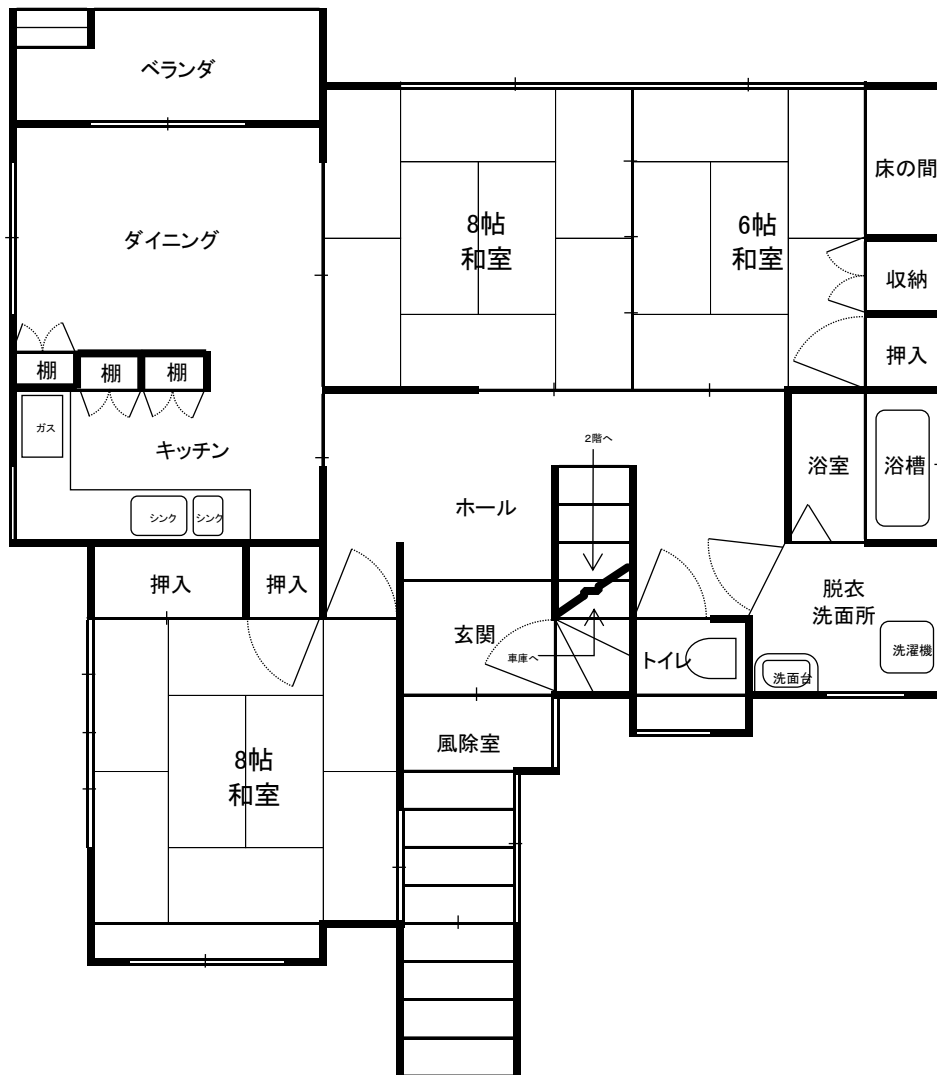 ベランダ
床の間
8帖
和室
6帖
和室
ダイニング
収納
押入
棚
棚
棚
ガス
キッチン
2階へ
浴室
浴槽
ホール
シンク
シンク
押入
押入
脱衣
洗面所
玄関
車庫へ
トイレ
洗濯機
洗面台
風除室
8帖
和室